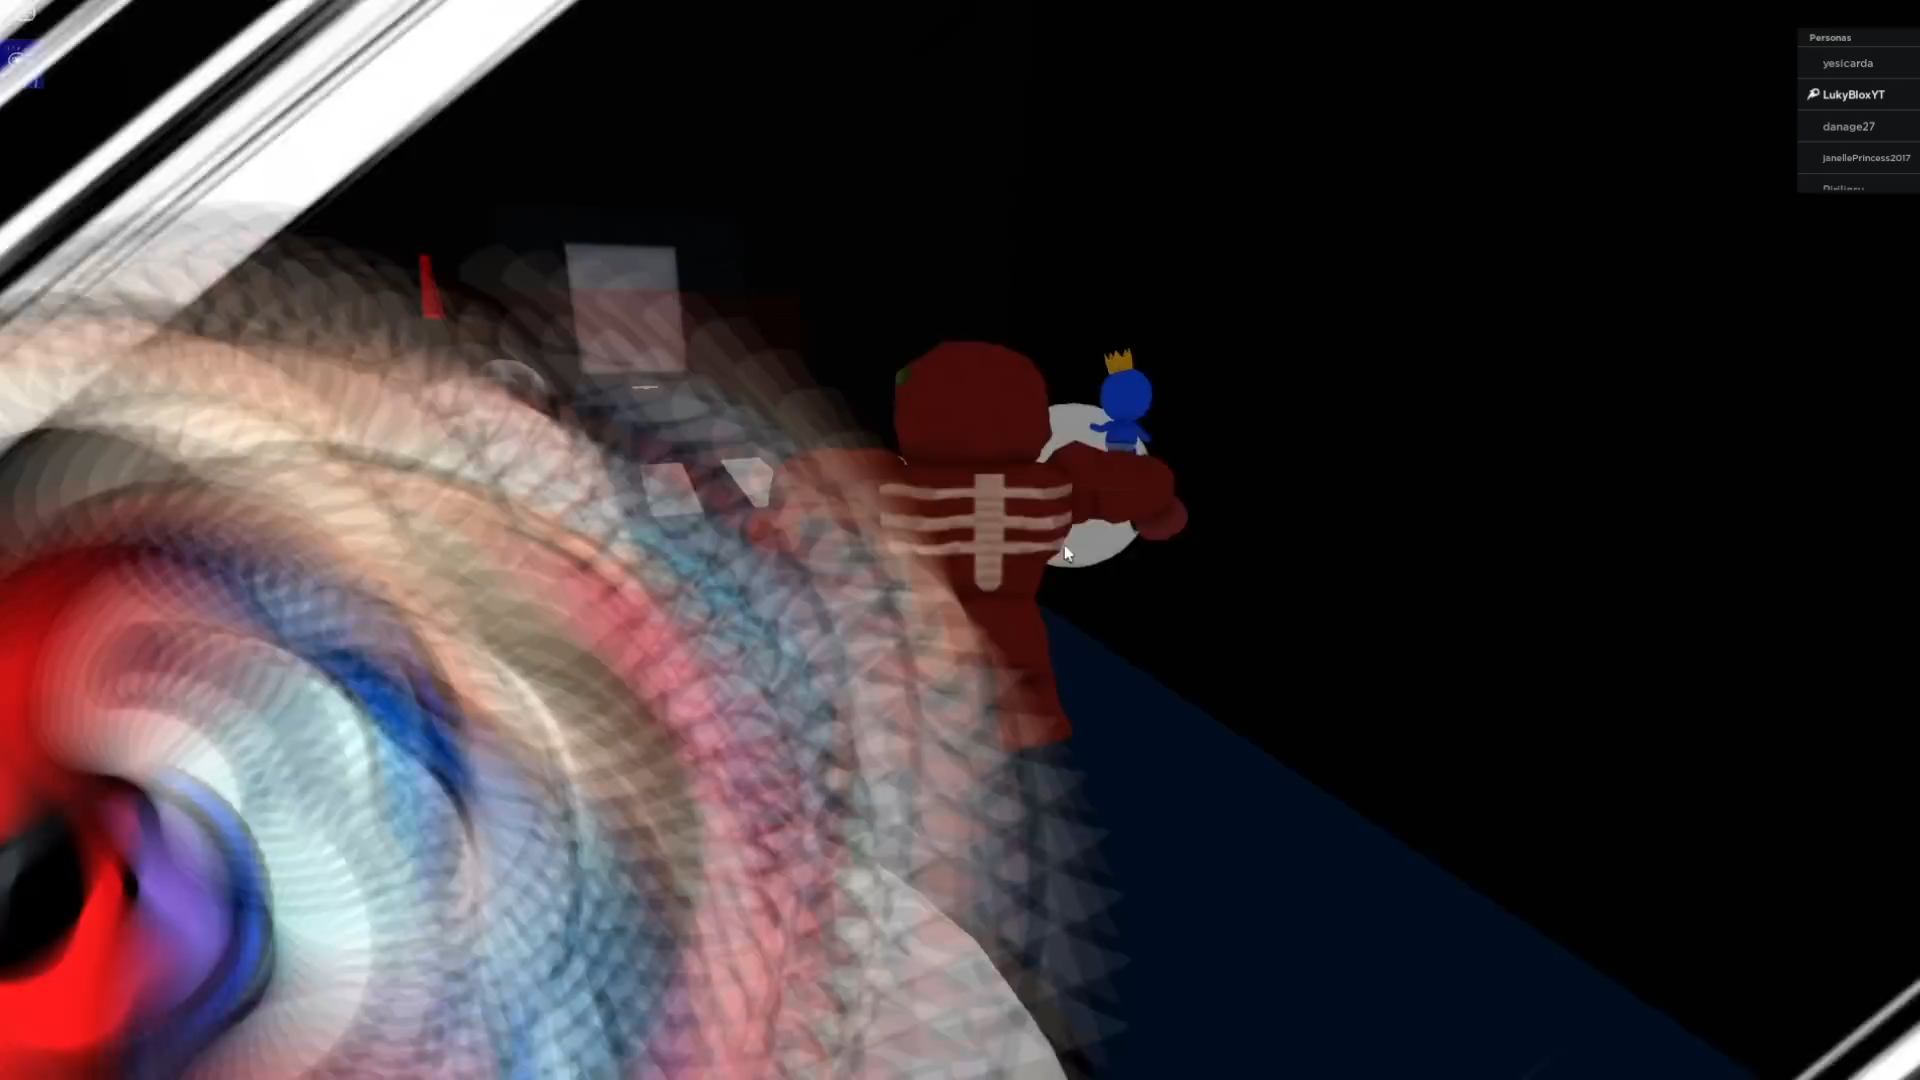 Personas
yesicarda
LukyBloxYT
danage27
janellePrincess2017